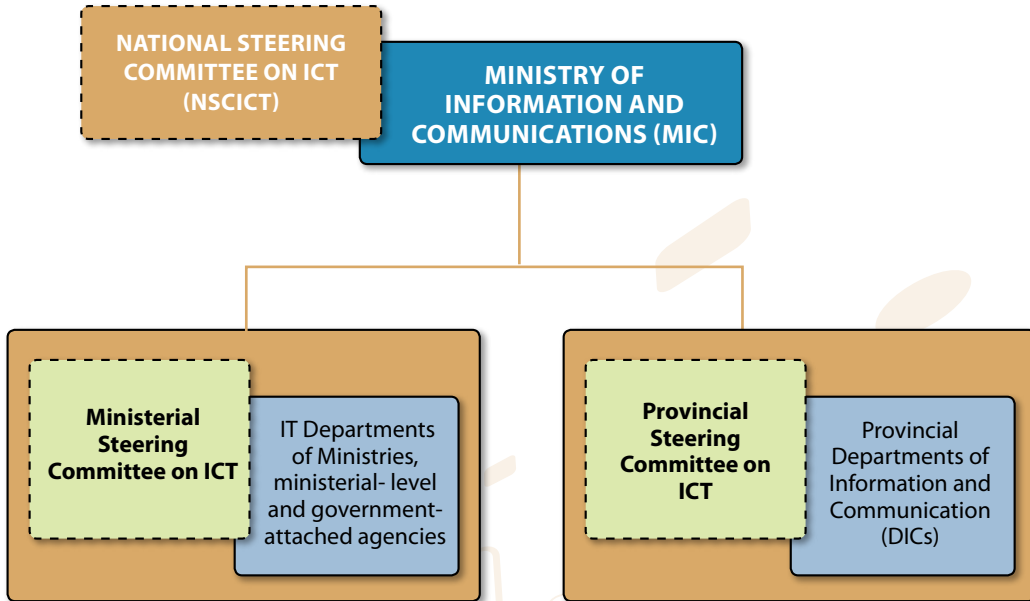 NATIONAL STEERING
COMMITTEE ON ICT
(NSCICT)
MINISTRY OF
INFORMATION AND
COMMUNICATIONS (MIC)
Ministerial
Steering
Committee on ICT
IT Departments
of Ministries,
ministerial- level
and government-
attached agencies
Provincial
Steering
Committee on
ICT
Provincial
Departments of
Information and
Communication
(DICs)